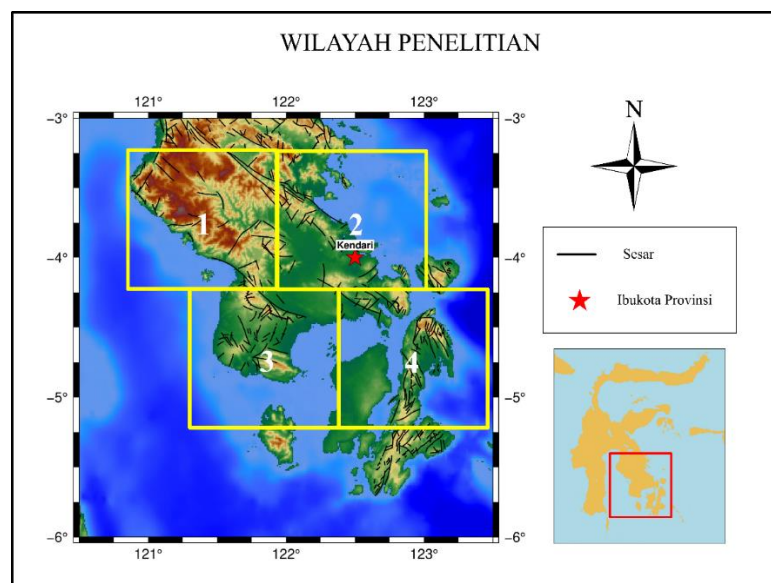 WILAYAH PENELITIAN
121° 122° 123°
-3° -3°
1
2
Kendari
-4° -4°
3
4
-5° -5°
-6° -6°
121° 122° 123°
N
Sesar
Ibukota Provinsi